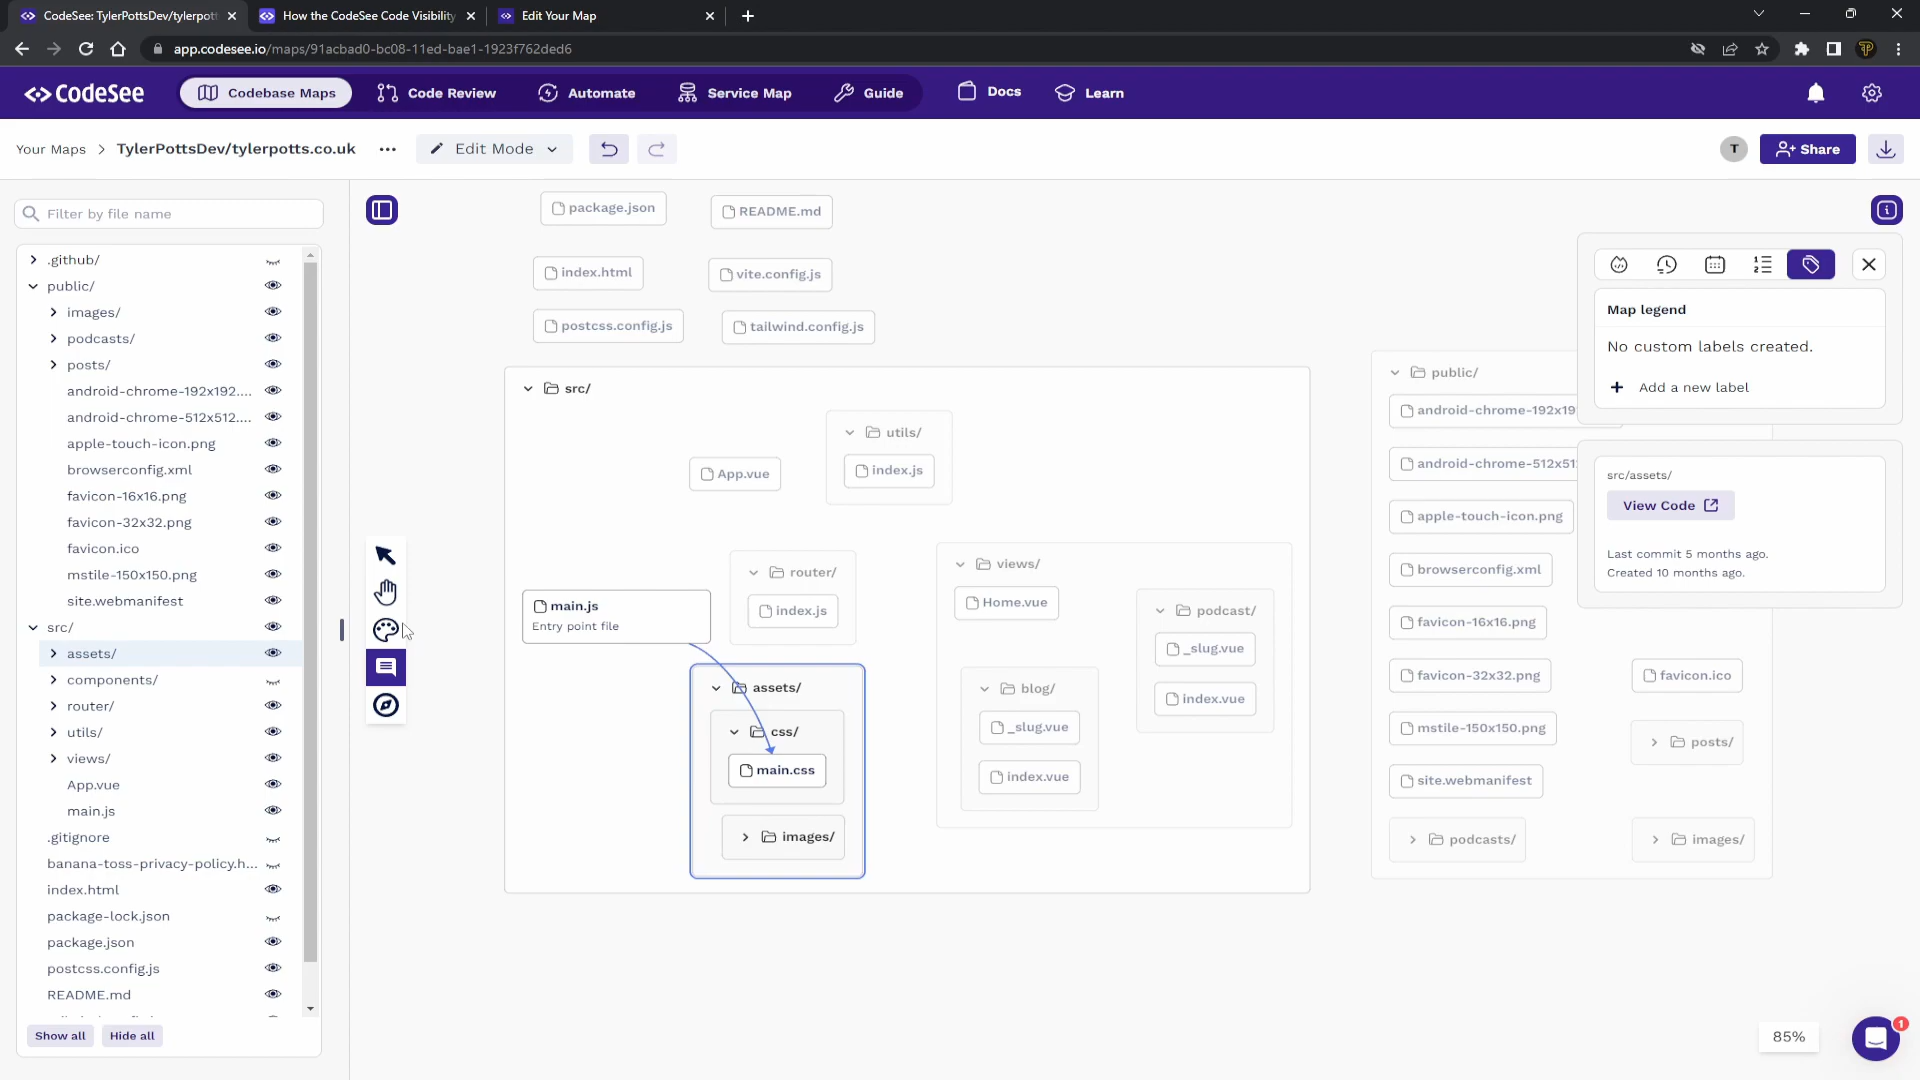 CodeSee: TylerPottsDev/tylerpott
How the CodeSee Code Visibility
Edit Your Map
app.codesee.io/maps/91acbad0-bc08-11ed-bae1-1923f762ded6
CodeSee
Codebase Maps
Code Review
Automate
Service Map
Guide
Docs
Learn
Your Maps > TylerPottsDev/tylerpotts.co.uk
Edit Mode
T
Share
Filter by file name
.github/
public/
images/
podcasts/
posts/
android-chrome-192x192....
android-chrome-512x512....
apple-touch-icon.png
browserconfig.xml
favicon-16x16.png
favicon-32x32.png
favicon.ico
mstile-150x150.png
site.webmanifest
src/
assets/
components/
router/
utils/
views/
App.vue
main.js
.gitignore
banana-toss-privacy-policy.h...
index.html
package-lock.json
package.json
postcss.config.js
README.md
Show all
Hide all
package.json
README.md
index.html
vite.config.js
postcss.config.js
tailwind.config.js
src/
utils/
index.js
App.vue
router/
index.js
main.js
Entry point file
assets/
css/
main.css
images/
views/
Home.vue
podcast/
_slug.vue
index.vue
blog/
_slug.vue
index.vue
public/
android-chrome-192x19
android-chrome-512x51
apple-touch-icon.png
browserconfig.xml
favicon-16x16.png
favicon-32x32.png
favicon.ico
mstile-150x150.png
posts/
site.webmanifest
podcasts/
images/
Map legend
No custom labels created.
Add a new label
src/assets/
View Code
Last commit 5 months ago.
Created 10 months ago.
85%
1